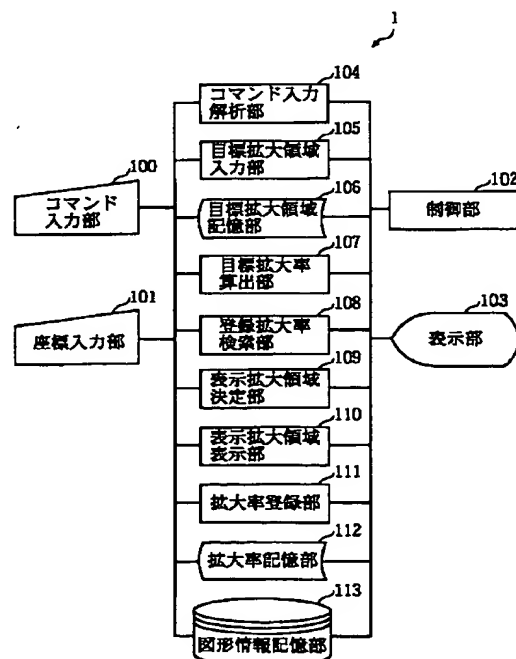 1
104
コマンド入力
解析部
105
目標拡大領域
入力部
100
コマンド
入力部
106
目標拡大領域
記憶部
102
制御部
107
目標拡大率
算出部
101
座標入力部
108
登録拡大率
検索部
103
表示部
109
表示拡大領域
決定部
110
表示拡大領域
表示部
111
拡大率登録部
112
拡大率記憶部
113
図形情報記憶部